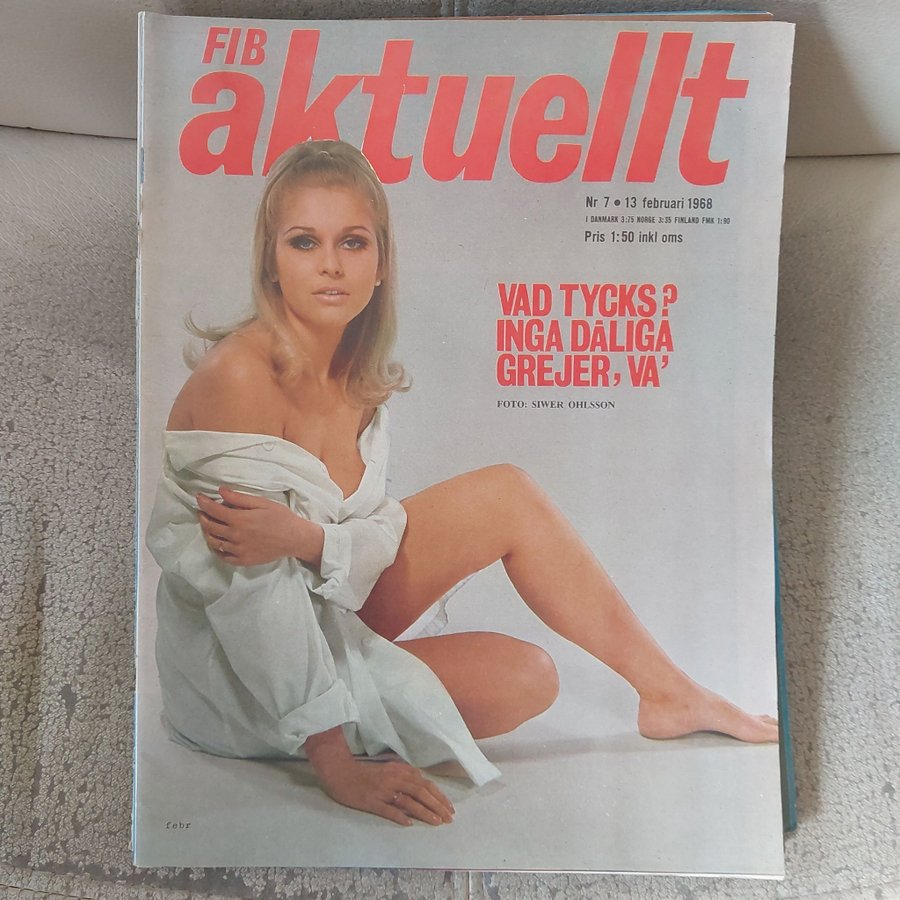 FIB
aktuellt
Nr 7 • 13 februari 1968
I DANMARK 3:75 NORGE 3:35 FINLAND FMK 1:90
Pris 1:50 inkl oms
VAD TYCKS?
INGA DÅLIGA
GREJER, VA'
FOTO: SIWER OHLSSON
febr